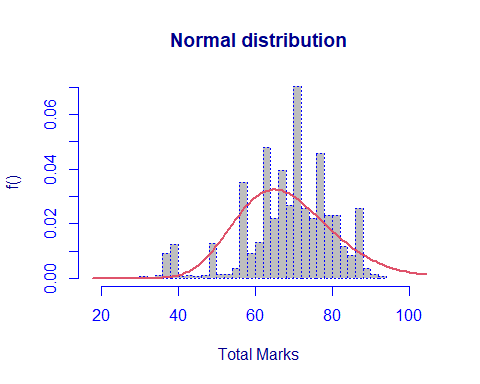 Normal distribution
f()
0.00 0.02 0.04 0.06
20 40 60 80 100
Total Marks